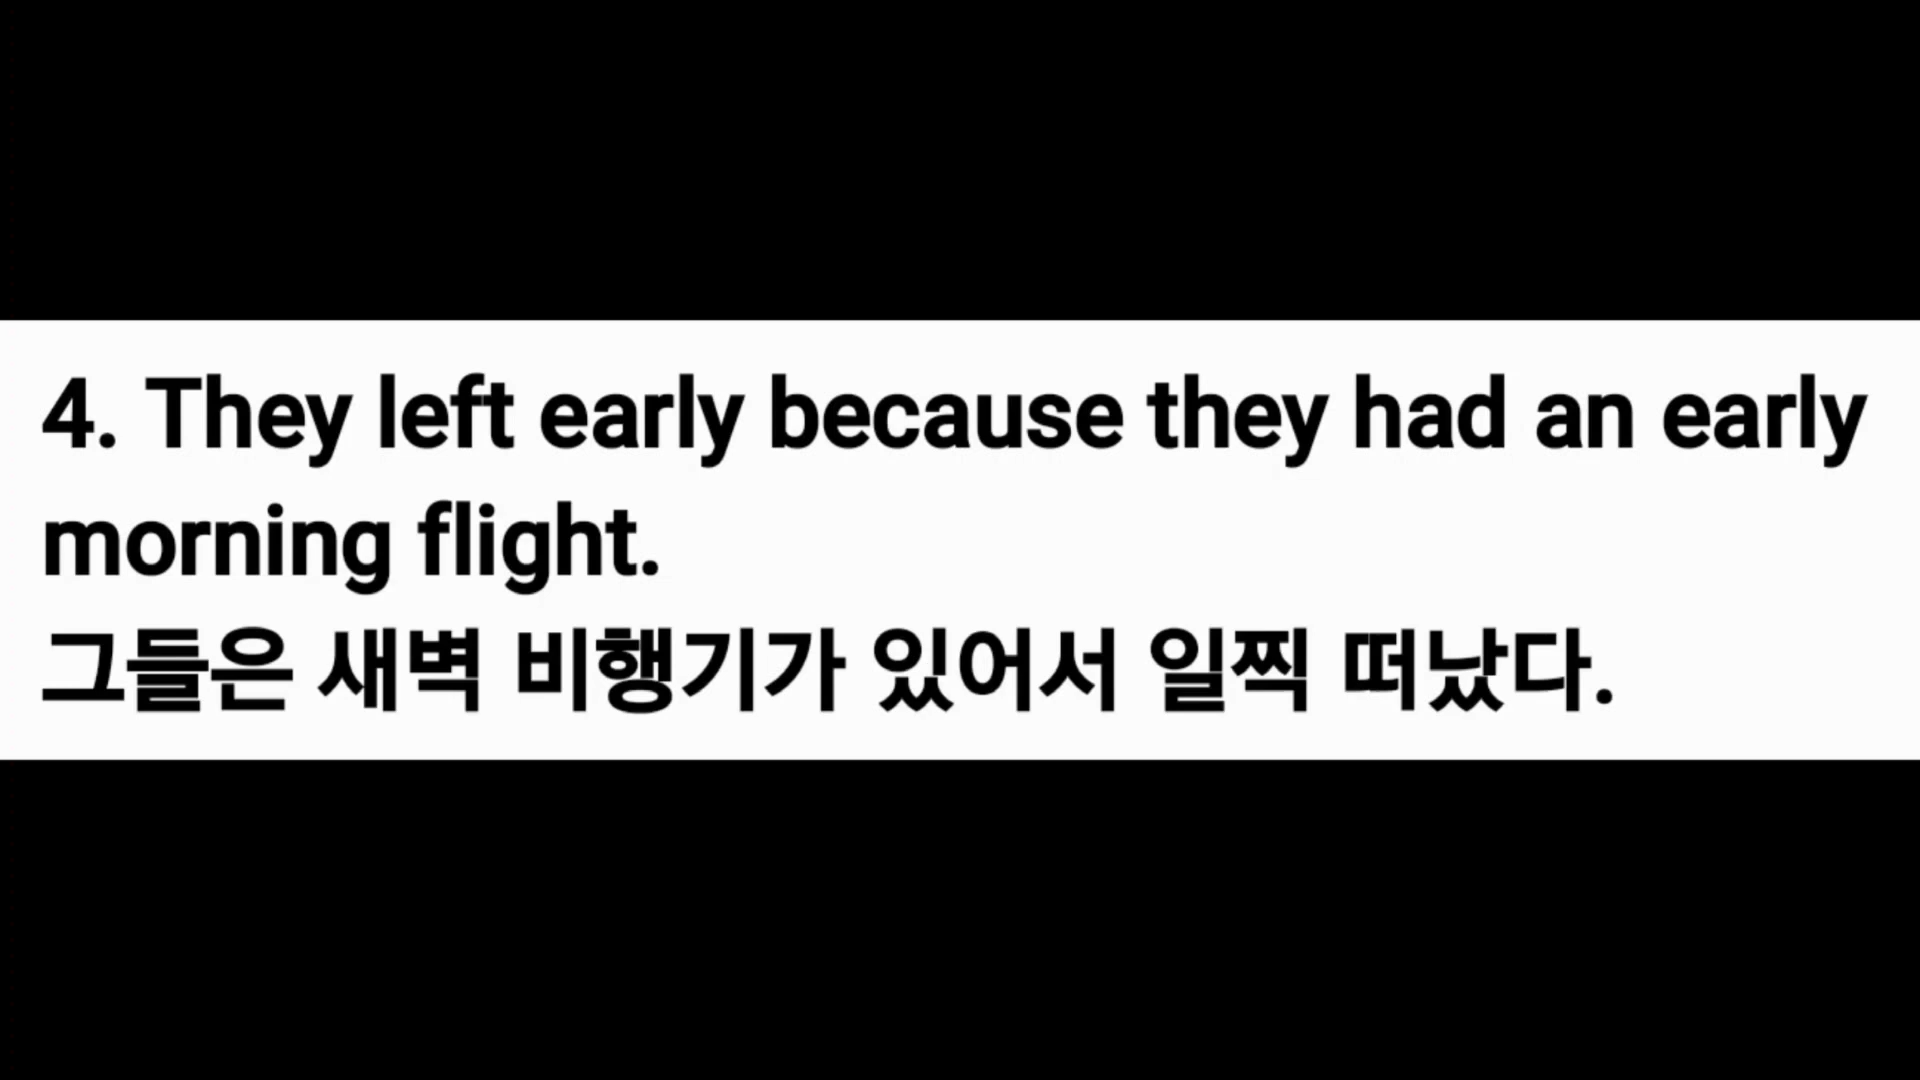 4. They left early because they had an early
morning flight.
그들은 새벽 비행기가 있어서 일찍 떠났다.